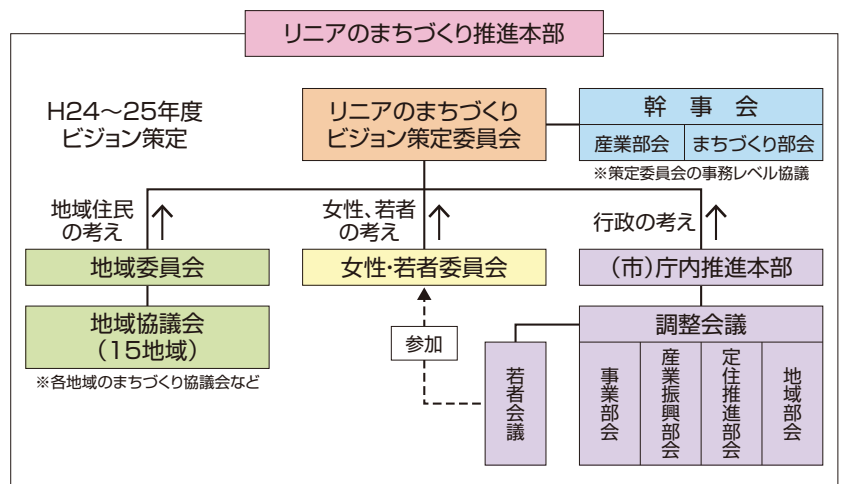 リニアのまちづくり推進本部
H24〜25年度
ビジョン策定
リニアのまちづくり
ビジョン策定委員会
幹事会
産業部会
まちづくり部会
※策定委員会の事務レベル協議
地域住民
の考え
女性、若者
の考え
行政の考え
地域委員会
女性・若者委員会
(市)庁内推進本部
地域協議会
(15地域)
※各地域のまちづくり協議会など
参加
若者会議
調整会議
事業部会
産業振興部会
定住推進部会
地域部会